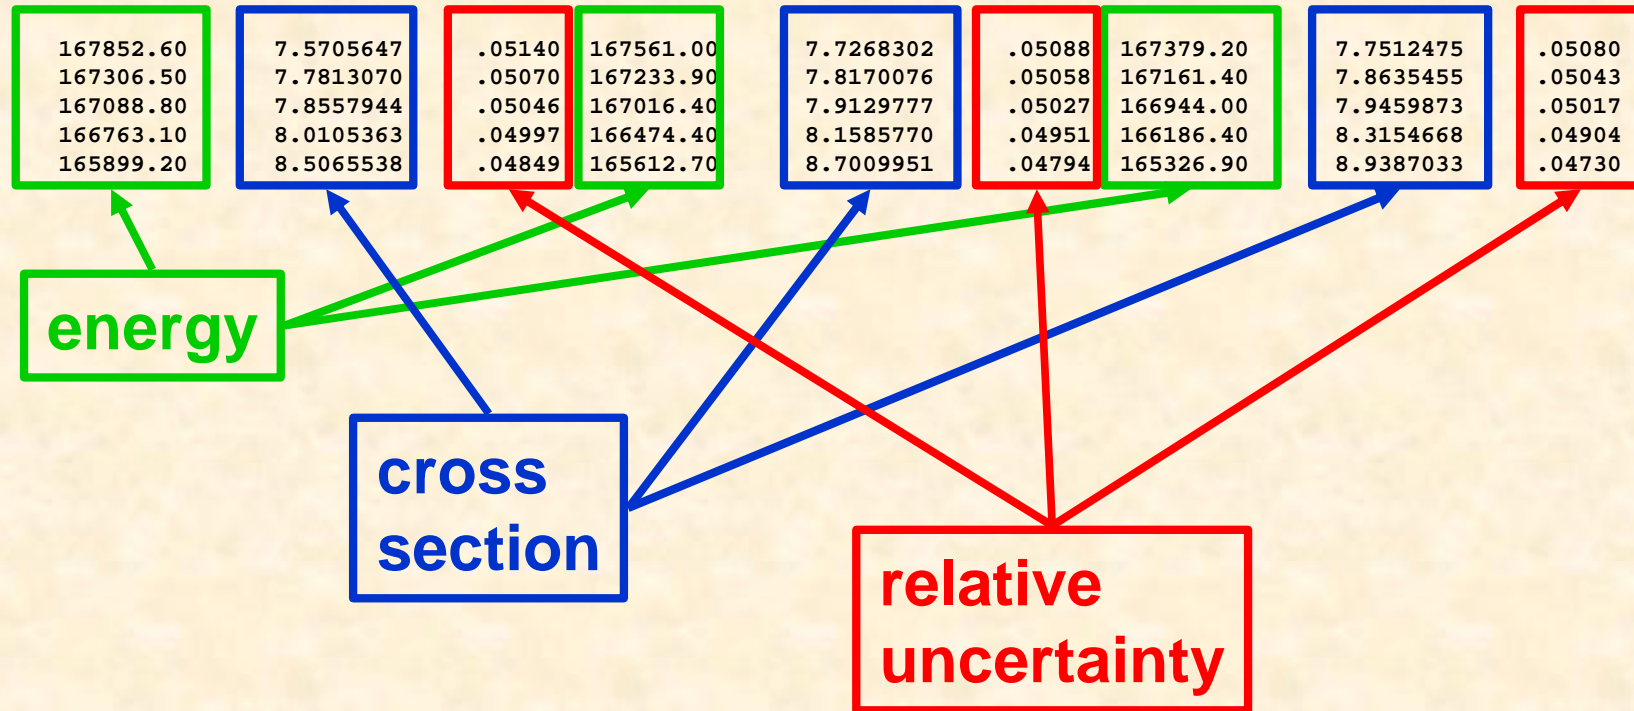 167852.60 7.5705647 .05140 167561.00 7.7268302 .05088 167379.20 7.7512475 .05080
167306.50 7.7813070 .05070 167233.90 7.8170076 .05058 167161.40 7.8635455 .05043
167088.80 7.8557944 .05046 167016.40 7.9129777 .05027 166944.00 7.9459873 .05017
166763.10 8.0105363 .04997 166474.40 8.1585770 .04951 166186.40 8.3154668 .04904
165899.20 8.5065538 .04849 165612.70 8.7009951 .04794 165326.90 8.9387033 .04730
energy
cross
section
relative
uncertainty